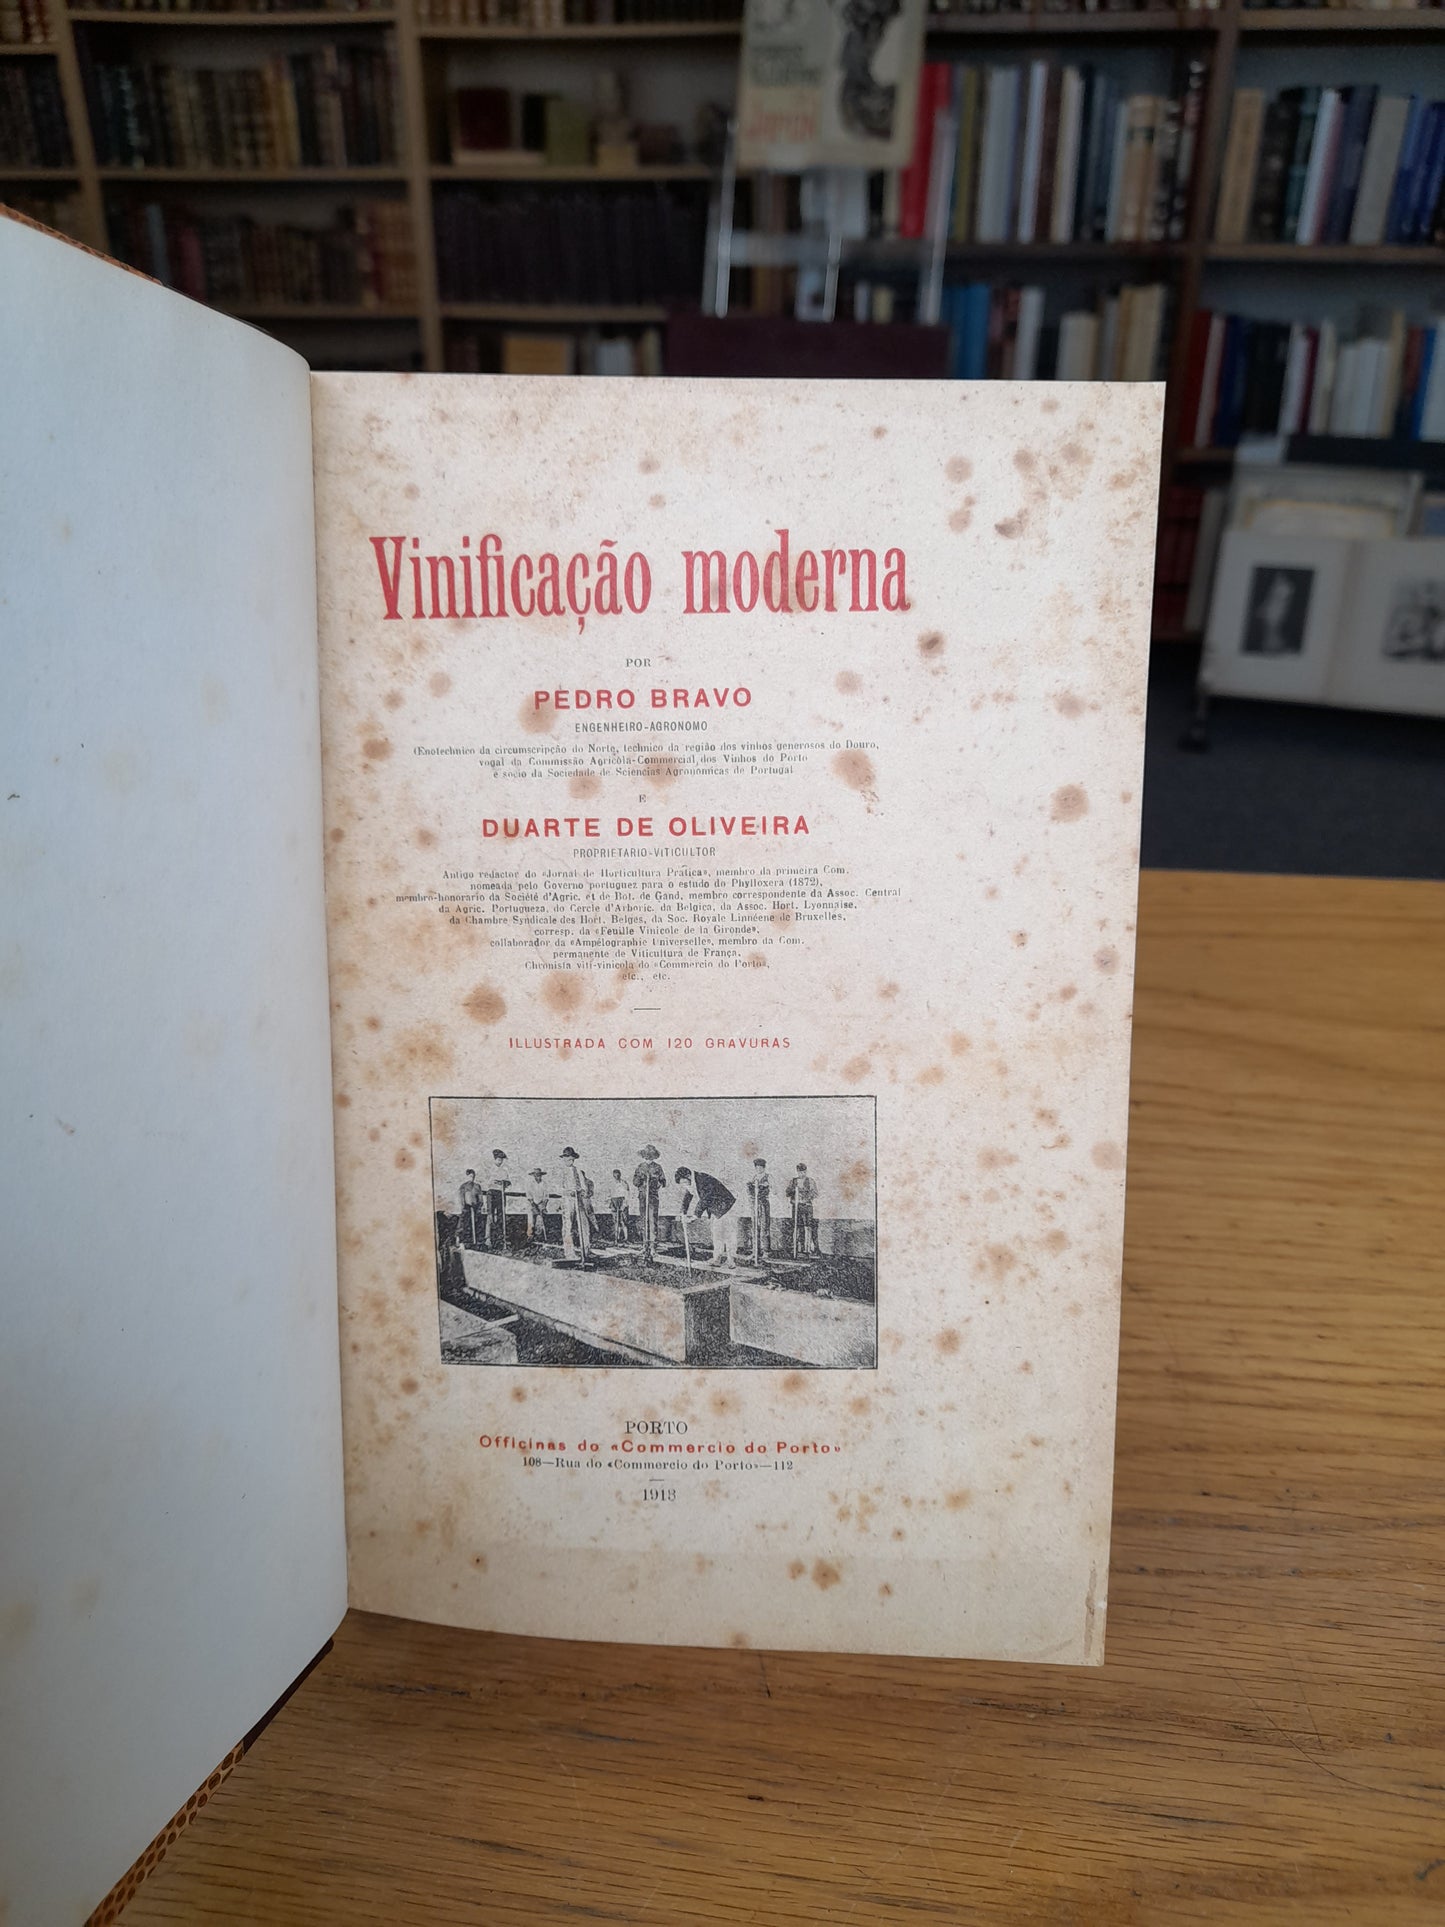 Vinificação moderna
POR
PEDRO BRAVO
ENGENHEIRO-AGRONOMO
(Enotechnico da circumscripção do Norte, technico da região dos vinhos generosos do Douro,
vogal da Commissão Agricola-Commercial dos Vinhos do Porto
e socio da Sociedade de Sciencias Agronomicas de Portugal
E
DUARTE DE OLIVEIRA
PROPRIETARIO-VITICULTOR
Antigo redactor do «Jornal de Horticultura Prática», membro da primeira Com.
nomeada pelo Governo portuguez para o estudo do Phylloxera (1872),
membro-honorario da Société d'Agric. et de Bot. de Gand, membro correspondente da Assoc. Central
da Agric. Portugueza, do Cercle d'Arboric. da Belgica, da Assoc. Hort. Lyonnaise,
da Chambre Syndicale des Hort. Belges, da Soc. Royale Linnéene de Bruxelles,
corresp. da «Feuille Vinicole de la Gironde»,
collaborador da «Ampélographie Universelle», membro da Com.
permanente de Viticultura de França,
Chronista viti-vinicola do «Commercio do Porto»,
etc., etc.
ILLUSTRADA COM 120 GRAVURAS
PORTO
Officinas do «Commercio do Porto»
108—Rua do «Commercio do Porto»—112
1913